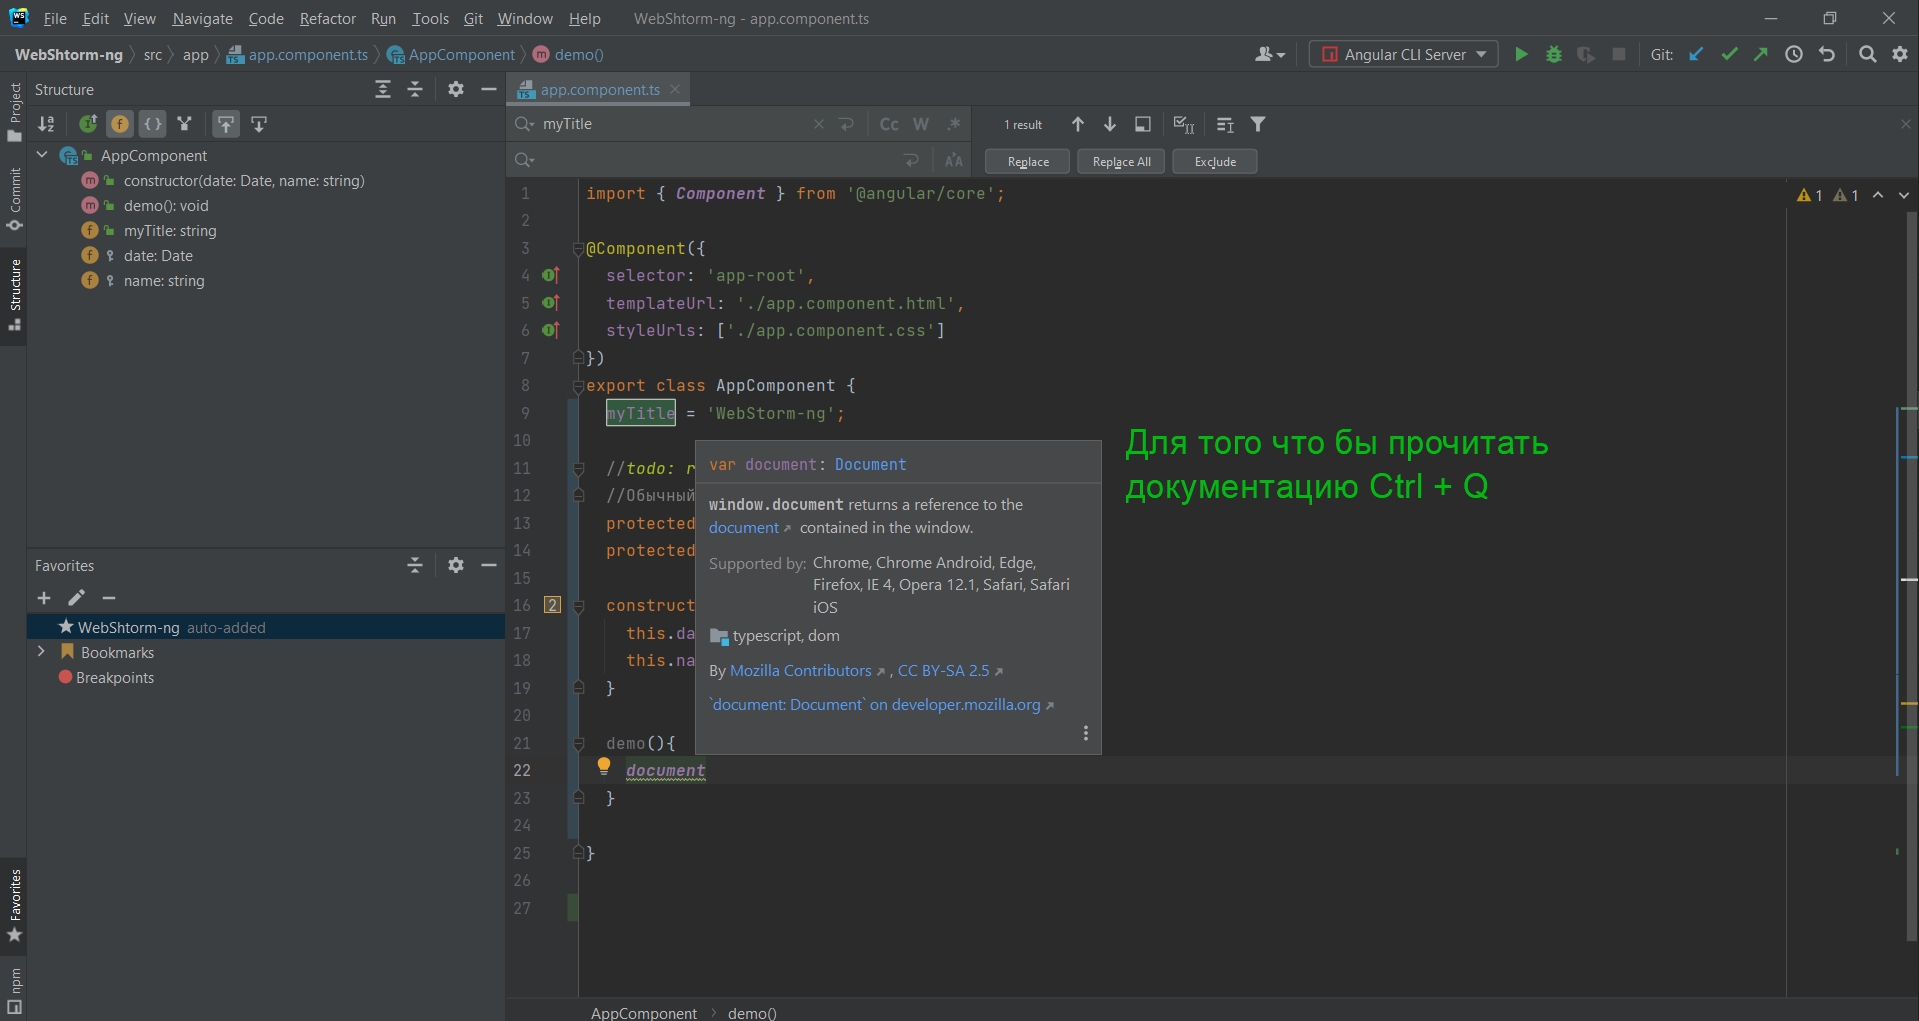 File Edit View Navigate Code Refactor Run Tools Git Window Help WebShtorm-ng - app.component.ts
WebShtorm-ng src app app.component.ts AppComponent demo() Angular CLI Server Git:
Project
Commit
Structure
Favorites
npm
Structure
AppComponent
constructor(date: Date, name: string)
demo(): void
myTitle: string
date: Date
name: string
Favorites
WebShtorm-ng auto-added
Bookmarks
Breakpoints
app.component.ts
myTitle Cc W .* 1 result
Replace Replace All Exclude
1 import { Component } from '@angular/core'; 1 1
2
3 @Component({
4 selector: 'app-root',
5 templateUrl: './app.component.html',
6 styleUrls: ['./app.component.css']
7 })
8 export class AppComponent {
9 myTitle = 'WebStorm-ng';
10
11 //todo: r
12 //Обычный
13 protected
14 protected
15
16 2 construct
17 this.da
18 this.na
19 }
20
21 demo(){
22 document
23 }
24
25 }
26
27
var document: Document
window.document returns a reference to the
document contained in the window.
Supported by: Chrome, Chrome Android, Edge,
Firefox, IE 4, Opera 12.1, Safari, Safari
iOS
typescript, dom
By Mozilla Contributors , CC BY-SA 2.5
`document: Document` on developer.mozilla.org
Для того что бы прочитать
документацию Ctrl + Q
AppComponent demo()